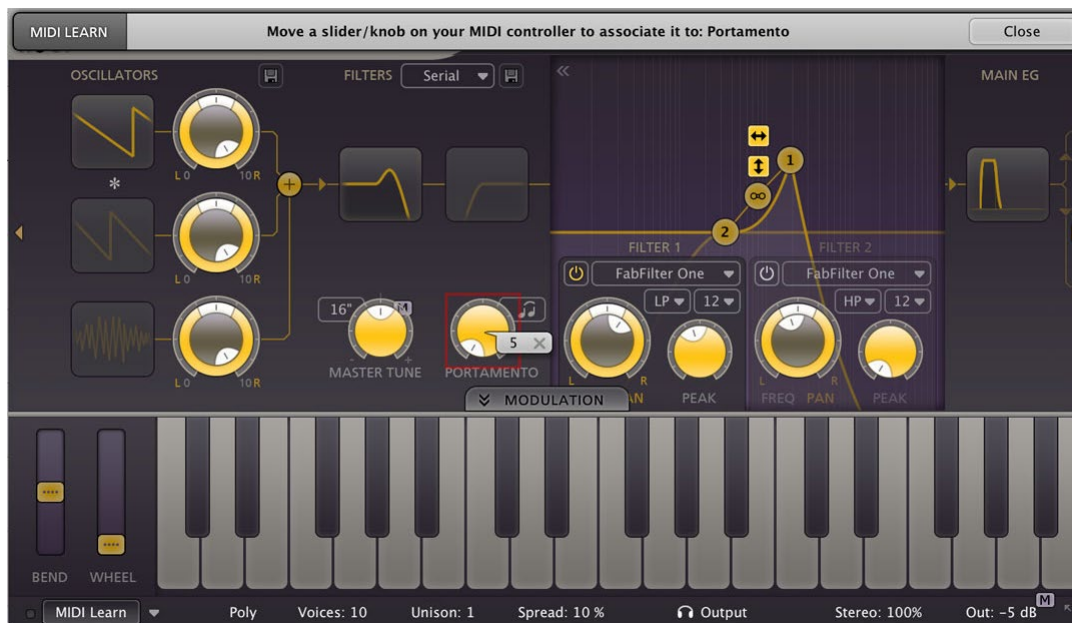 MIDI LEARN
Move a slider/knob on your MIDI controller to associate it to: Portamento
Close
OSCILLATORS
FILTERS
Serial
MAIN EG
L 0 10 R
L 0 10 R
L 0 10 R
1
2
16"
M
MASTER TUNE
- +
5
PORTAMENTO
FILTER 1
FabFilter One
LP
12
L R
PEAK
FILTER 2
FabFilter One
HP
12
L R
FREQ PAN
PEAK
MODULATION
BEND
WHEEL
MIDI Learn
Poly
Voices: 10
Unison: 1
Spread: 10 %
Output
Stereo: 100%
Out: -5 dB
M